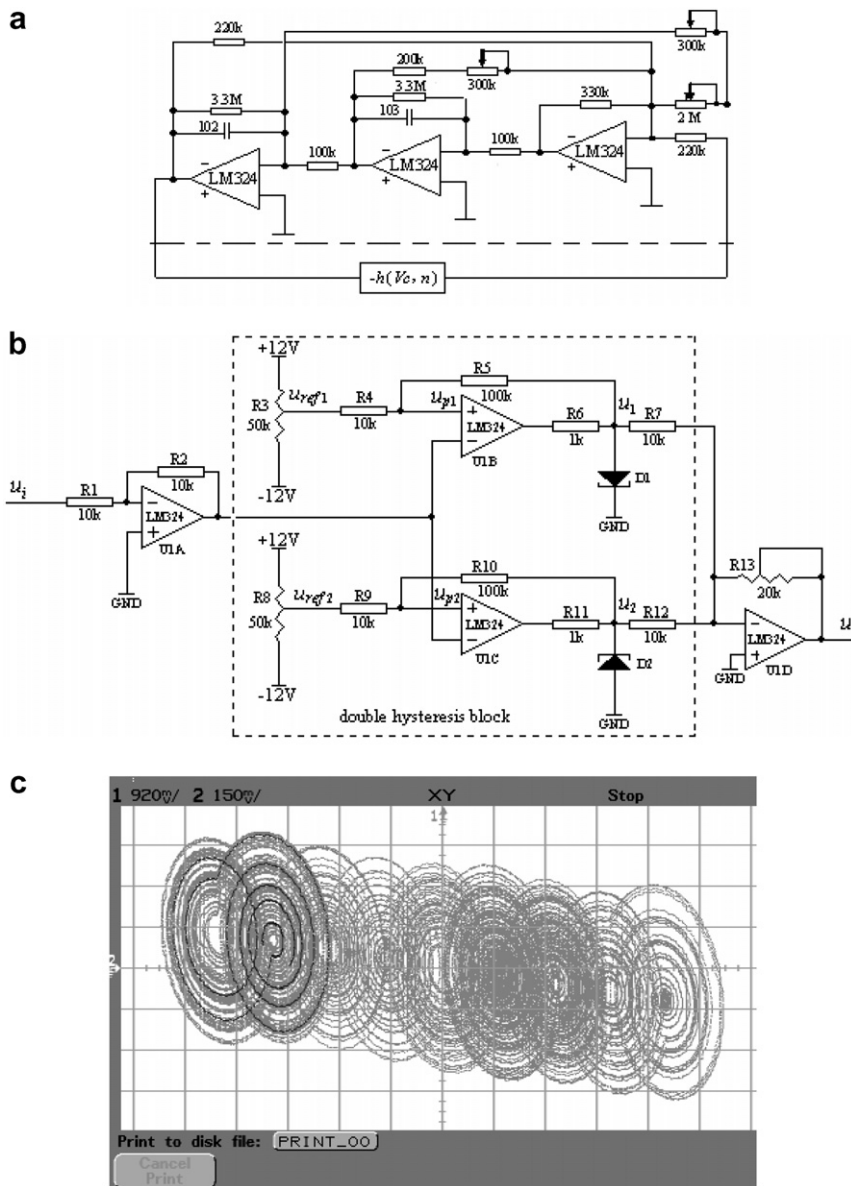 a
220k
300k
200k
300k
3.3M
3.3M
330k
2 M
102
103
100k
100k
220k
−
LM324
+
−
LM324
+
−
LM324
+
-h(Vc, n)
b
+12V
R5
100k
R3
50k
uref1
R4
10k
up1
+
LM324
−
U1B
R6
1k
u1
R7
10k
R2
10k
ui
R1
10k
−
LM324
+
U1A
-12V
D1
GND
GND
+12V
R10
100k
R13
20k
R8
50k
uref2
R9
10k
up2
+
LM324
−
U1C
R11
1k
u2
R12
10k
−
LM324
+
U1D
u
-12V
D2
GND
GND
double hysteresis block
c
1 920mV/ 2 150mV/ XY Stop
Print to disk file: PRINT_00
Cancel
Print